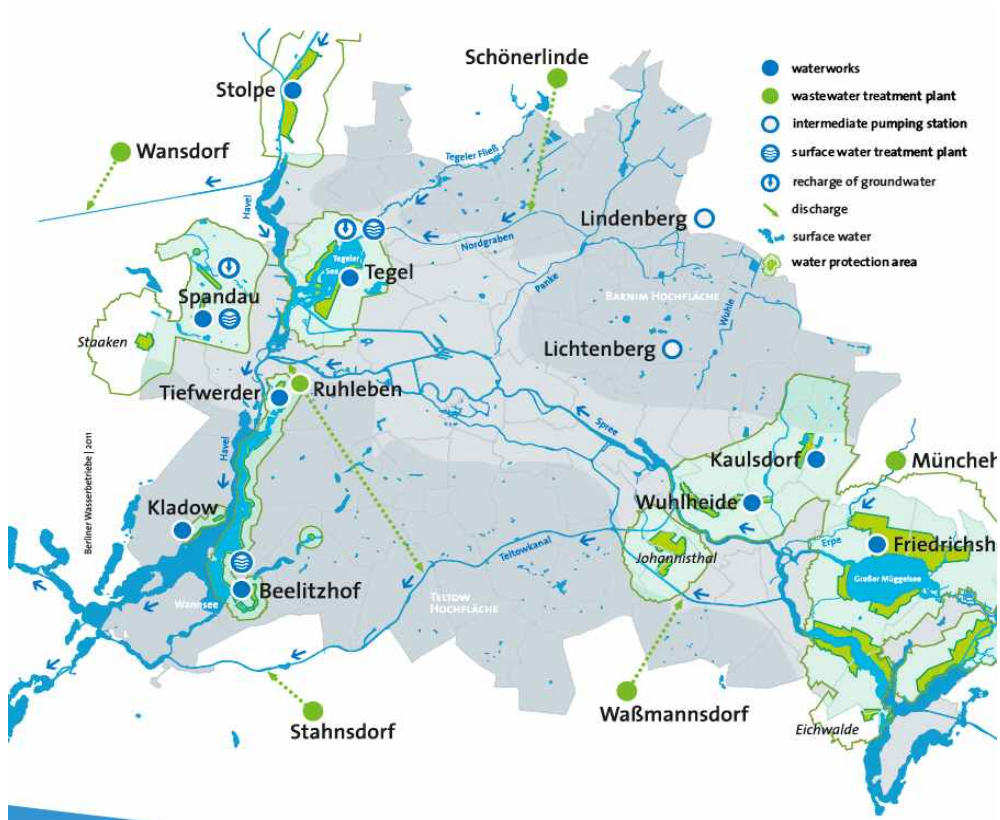 Schönerlinde
Stolpe
Wansdorf
waterworks
wastewater treatment plant
intermediate pumping station
surface water treatment plant
recharge of groundwater
discharge
surface water
water protection area
Tegeler Fließ
Havel
Nordgraben
Lindenberg
Tegeler
See
Tegel
Spandau
Panke
BARNIM HOCHFLÄCHE
Wuhle
Staaken
Lichtenberg
Tiefwerder
Ruhleben
Spree
Berliner Wasserbetriebe | 2011
Havel
Kaulsdorf
Müncheh
Wuhlheide
Kladow
Erpe
Friedrichsh
Johannisthal
Teltowkanal
Großer Müggelsee
Beelitzhof
Wannsee
TELTOW
HOCHFLÄCHE
Waßmannsdorf
Stahnsdorf
Eichwalde